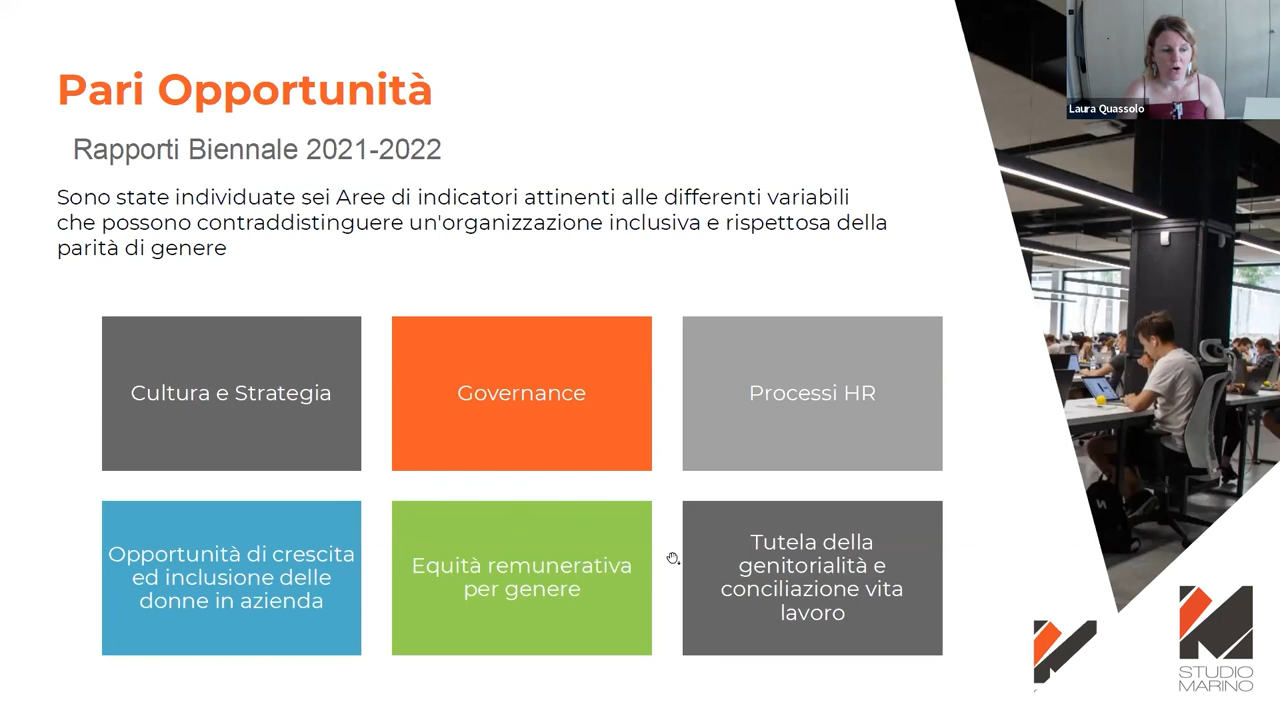 Pari Opportunità
Rapporti Biennale 2021-2022
Sono state individuate sei Aree di indicatori attinenti alle differenti variabili
che possono contraddistinguere un'organizzazione inclusiva e rispettosa della
parità di genere
Cultura e Strategia
Governance
Processi HR
Opportunità di crescita
ed inclusione delle
donne in azienda
Equità remunerativa
per genere
Tutela della
genitorialità e
conciliazione vita
lavoro
Laura Quassolo
STUDIO
MARINO